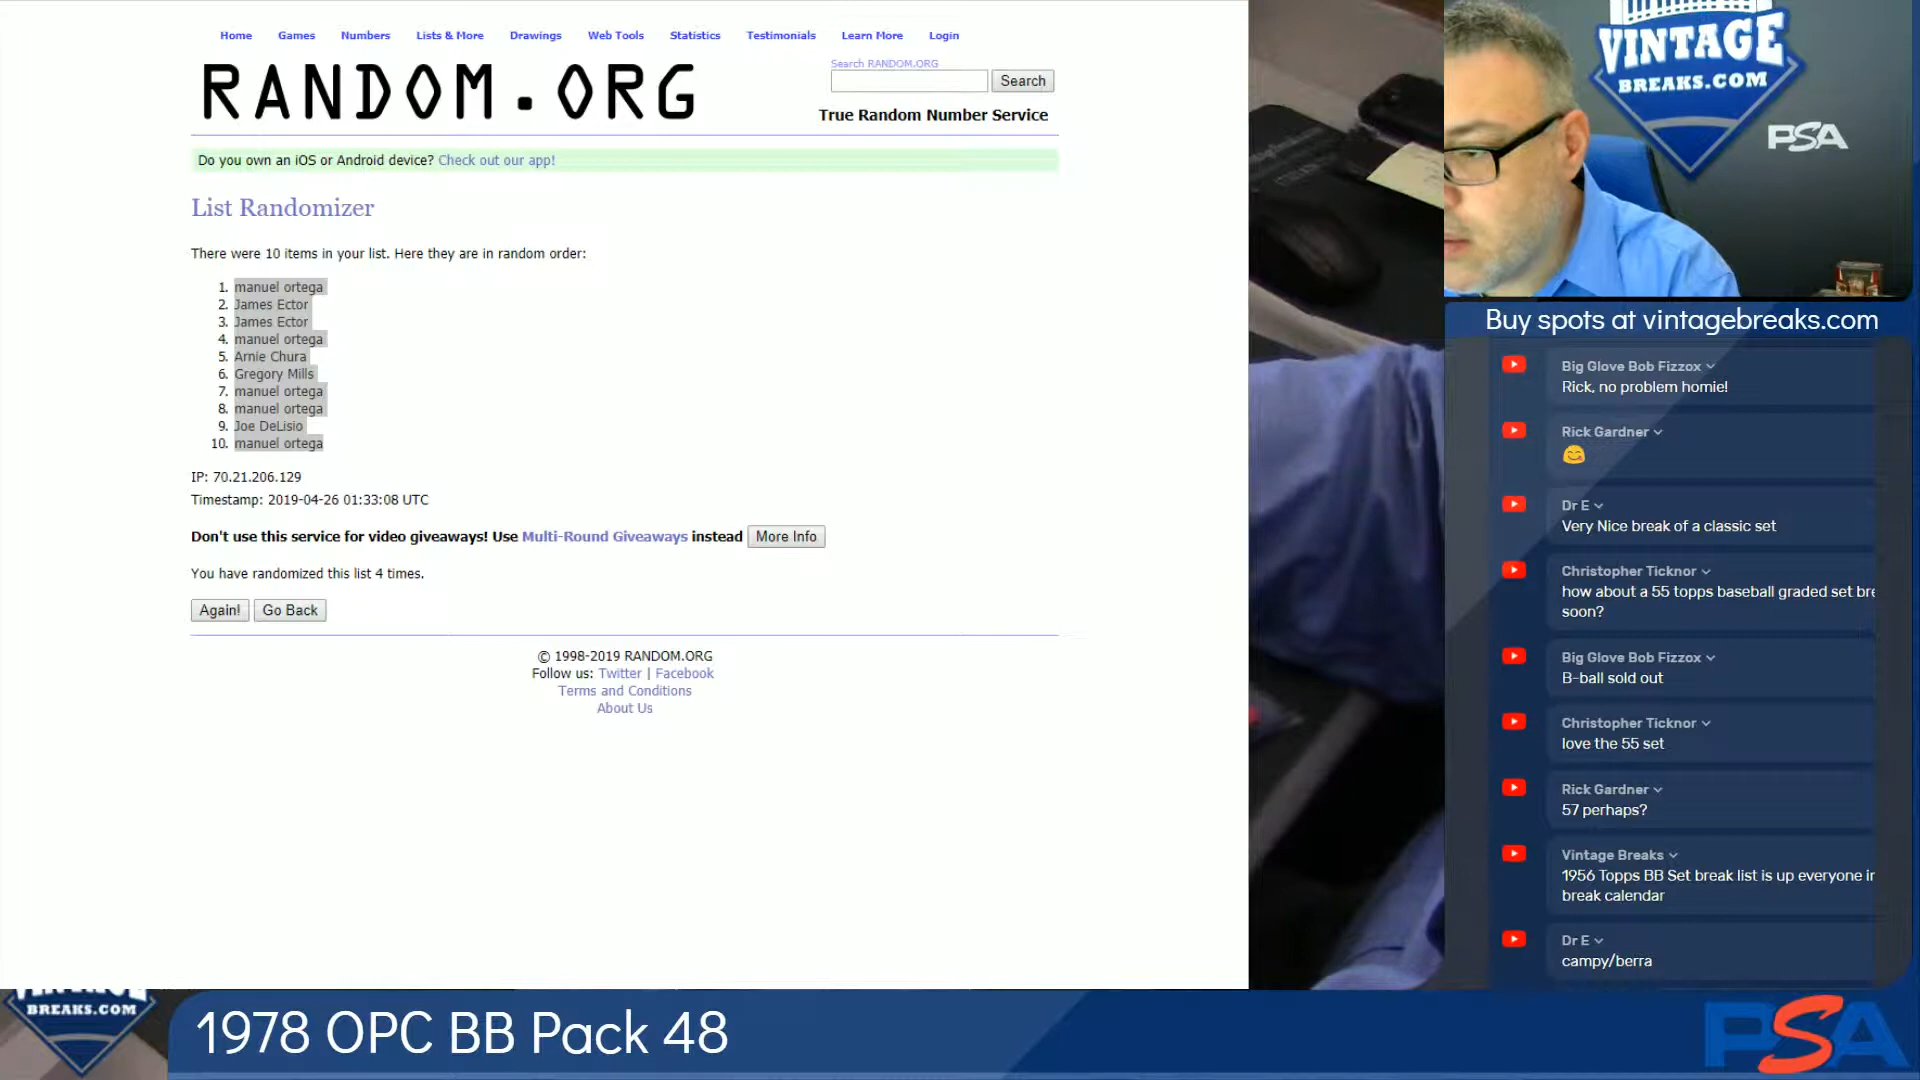 Home Games Numbers Lists & More Drawings Web Tools Statistics Testimonials Learn More Login
RANDOM.ORG
Search RANDOM.ORG
Search
True Random Number Service
Do you own an iOS or Android device? Check out our app!
List Randomizer
There were 10 items in your list. Here they are in random order:
1. manuel ortega
2. James Ector
3. James Ector
4. manuel ortega
5. Arnie Chura
6. Gregory Mills
7. manuel ortega
8. manuel ortega
9. Joe DeLisio
10. manuel ortega
IP: 70.21.206.129
Timestamp: 2019-04-26 01:33:08 UTC
Don't use this service for video giveaways! Use Multi-Round Giveaways instead More Info
You have randomized this list 4 times.
Again! Go Back
© 1998-2019 RANDOM.ORG
Follow us: Twitter | Facebook
Terms and Conditions
About Us
VINTAGE
BREAKS.COM
PSA
Buy spots at vintagebreaks.com
Big Glove Bob Fizzox
Rick, no problem homie!
Rick Gardner
Dr E
Very Nice break of a classic set
Christopher Ticknor
how about a 55 topps baseball graded set bre
soon?
Big Glove Bob Fizzox
B-ball sold out
Christopher Ticknor
love the 55 set
Rick Gardner
57 perhaps?
Vintage Breaks
1956 Topps BB Set break list is up everyone in
break calendar
Dr E
campy/berra
VINTAGE
BREAKS.COM
1978 OPC BB Pack 48
PSA